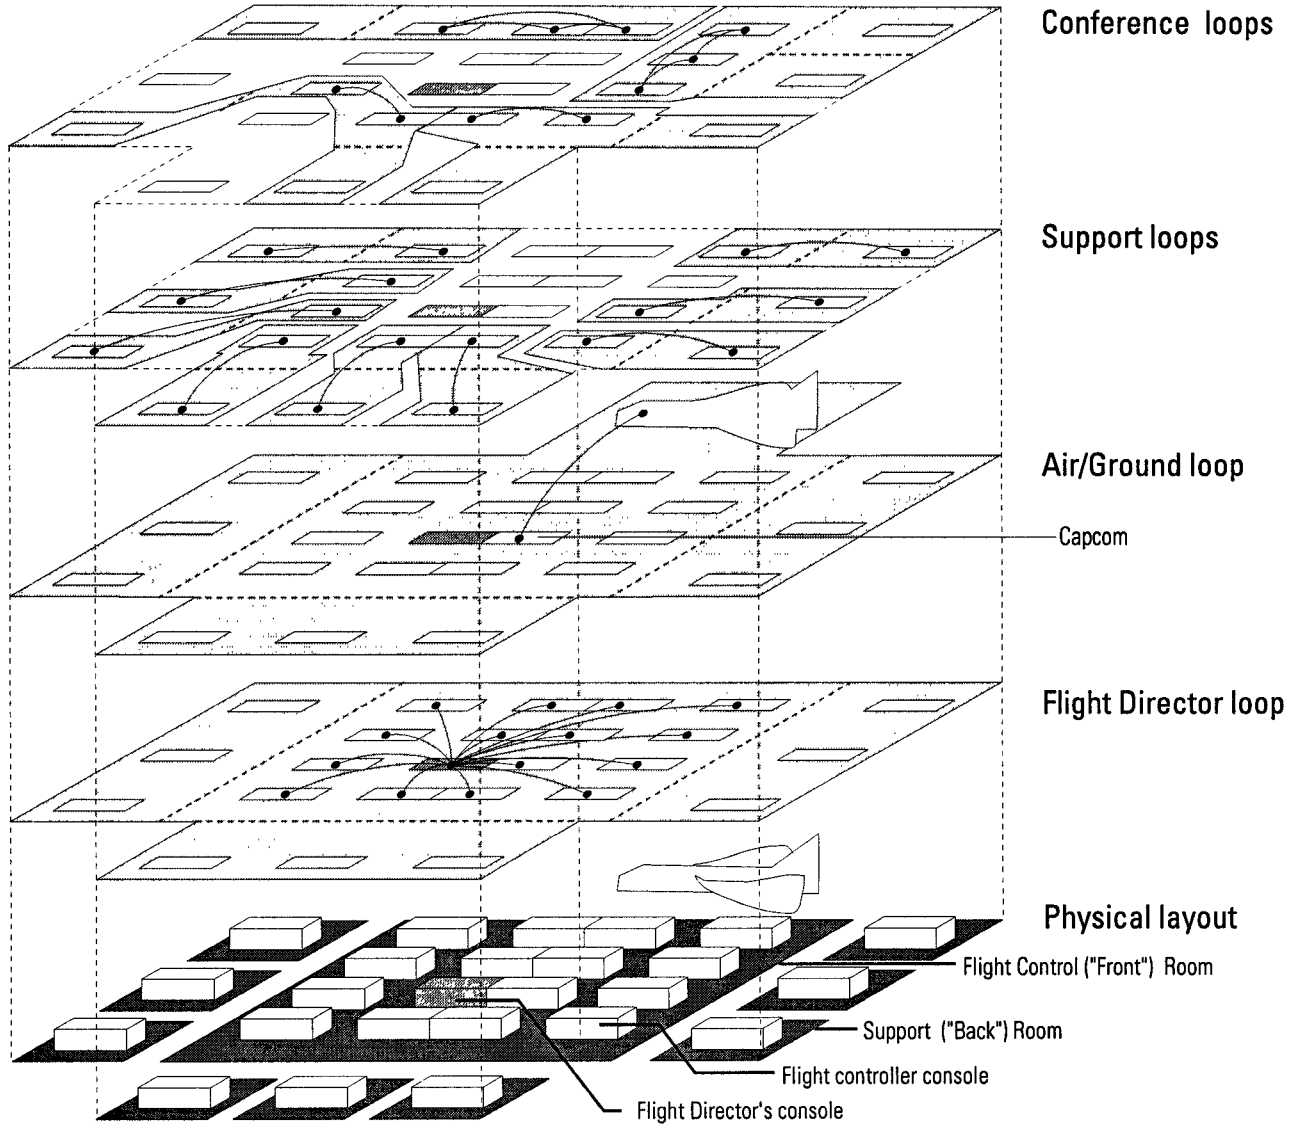 Conference loops
Support loops
Air/Ground loop
Capcom
Flight Director loop
Physical layout
Flight Control ("Front") Room
Support ("Back") Room
Flight controller console
Flight Director's console